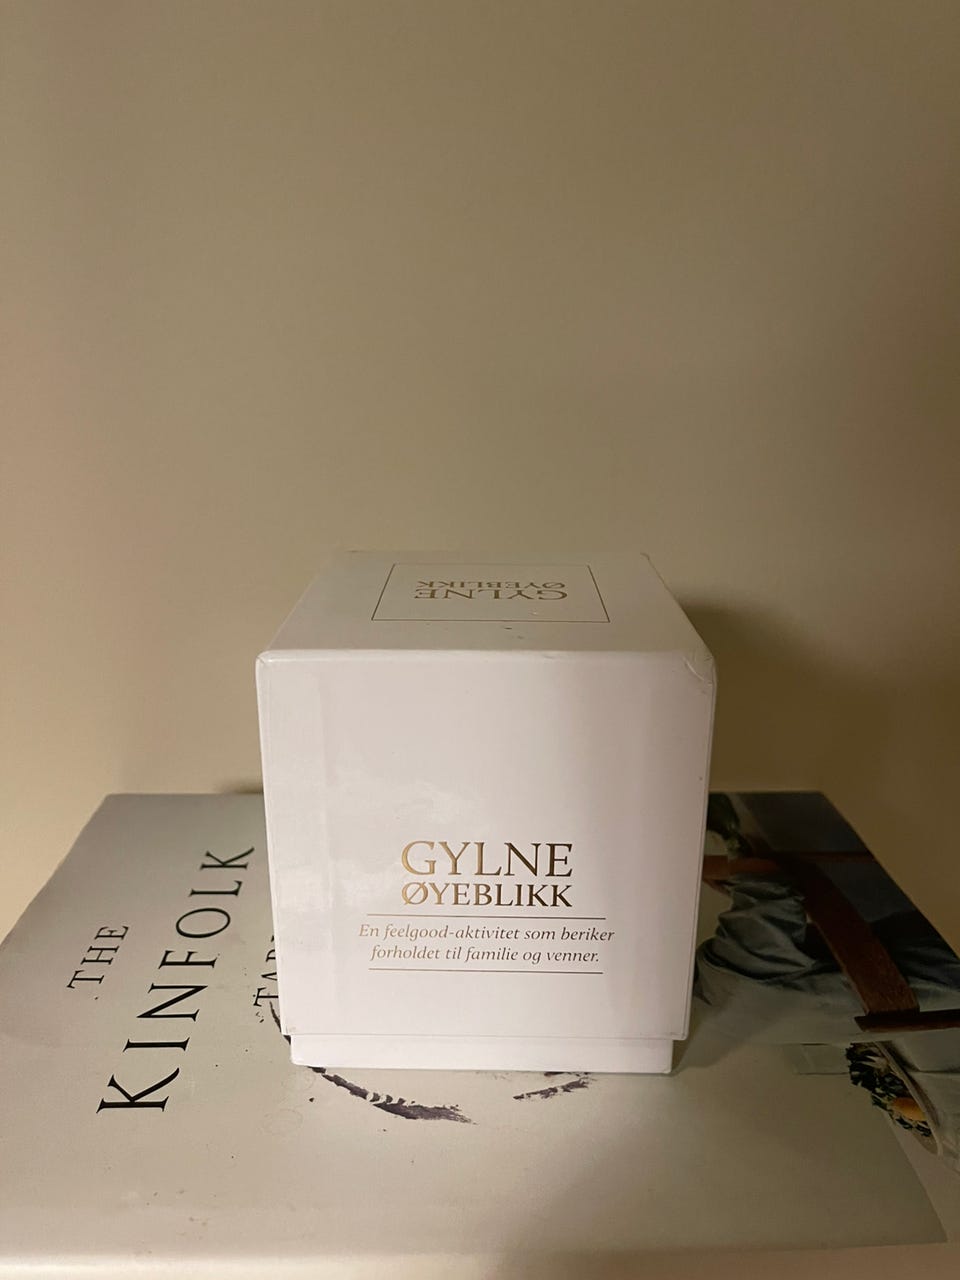 GYLNE
ØYEBLIKK
GYLNE
ØYEBLIKK
En feelgood-aktivitet som beriker
forholdet til familie og venner.
THE
KINFOLK